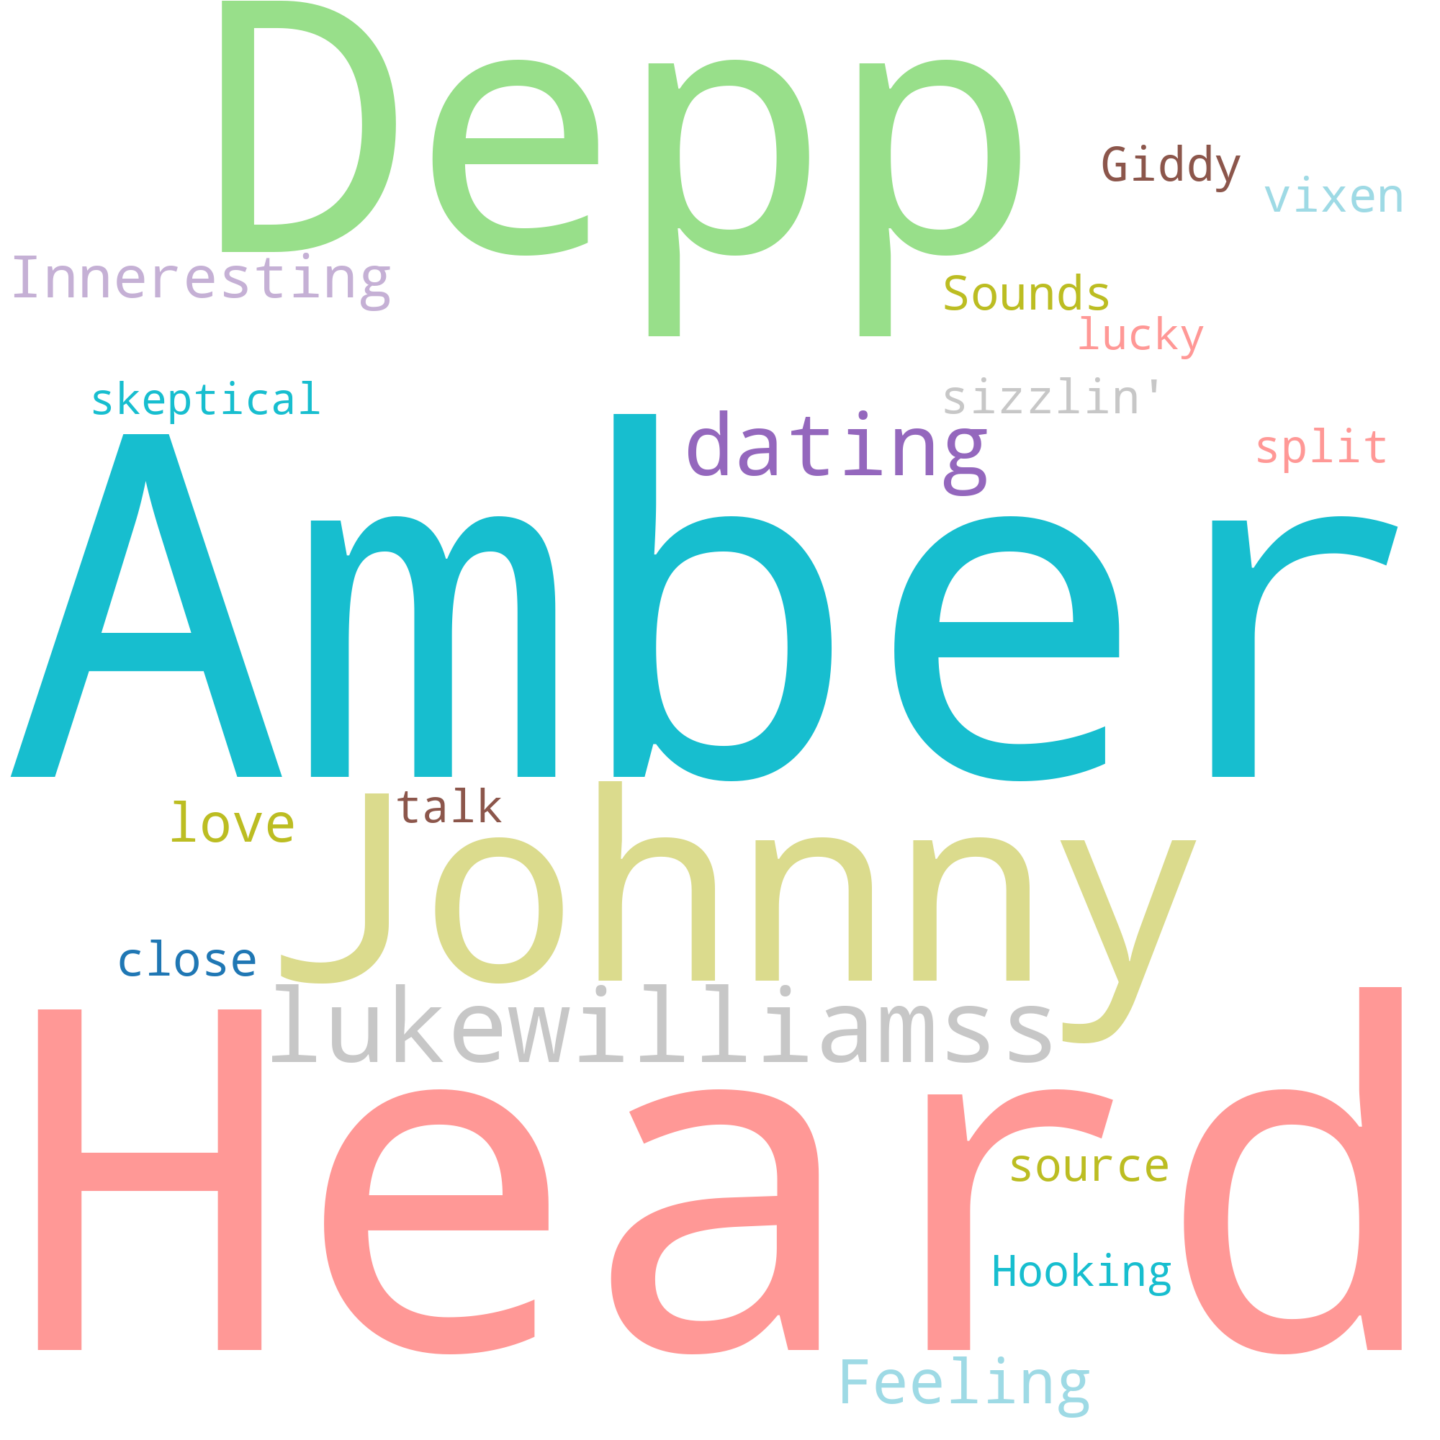 Depp
Giddy
vixen
Inneresting
Sounds
lucky
skeptical
sizzlin'
dating
split
Amber
love
talk
Johnny
close
lukewilliamss
Heard
source
Hooking
Feeling